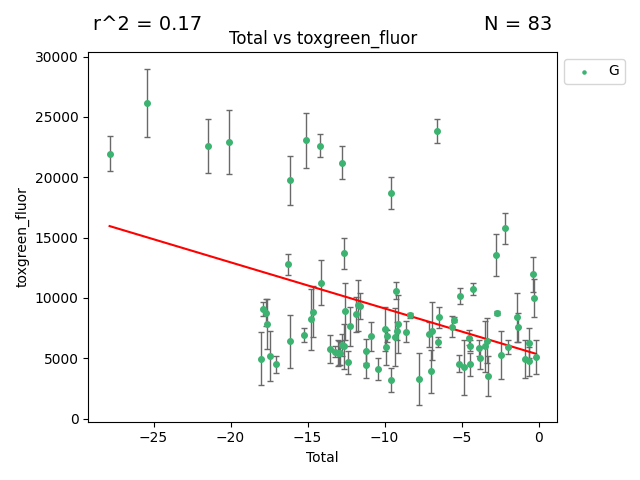 r^2 = 0.17
N = 83
Total vs toxgreen_fluor
G
30000
25000
20000
15000
10000
5000
0
toxgreen_fluor
−25
−20
−15
−10
−5
0
Total